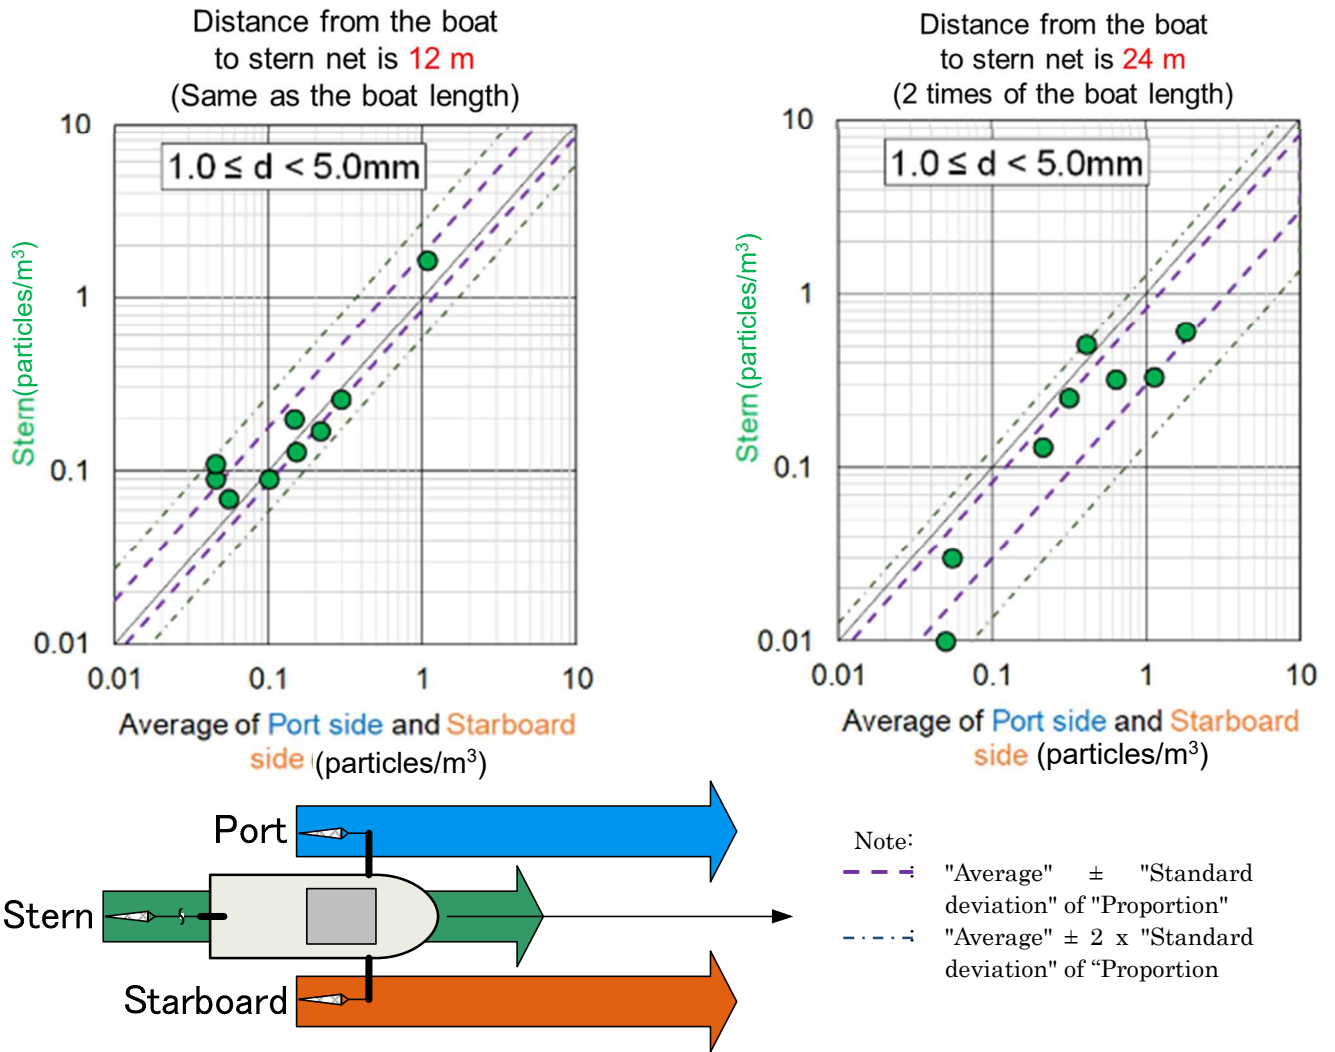 Distance from the boat
to stern net is 12 m
(Same as the boat length)
10
1.0 ≤ d < 5.0mm
1
0.1
0.01
Stern(particles/m³)
0.01 0.1 1 10
Average of Port side and Starboard
side (particles/m³)
Distance from the boat
to stern net is 24 m
(2 times of the boat length)
10
1.0 ≤ d < 5.0mm
1
0.1
0.01
Stern (particles/m³)
0.01 0.1 1 10
Average of Port side and Starboard
side (particles/m³)
Port
Stern
Starboard
Note:
: "Average" ± "Standard
deviation" of "Proportion"
: "Average" ± 2 x "Standard
deviation" of “Proportion